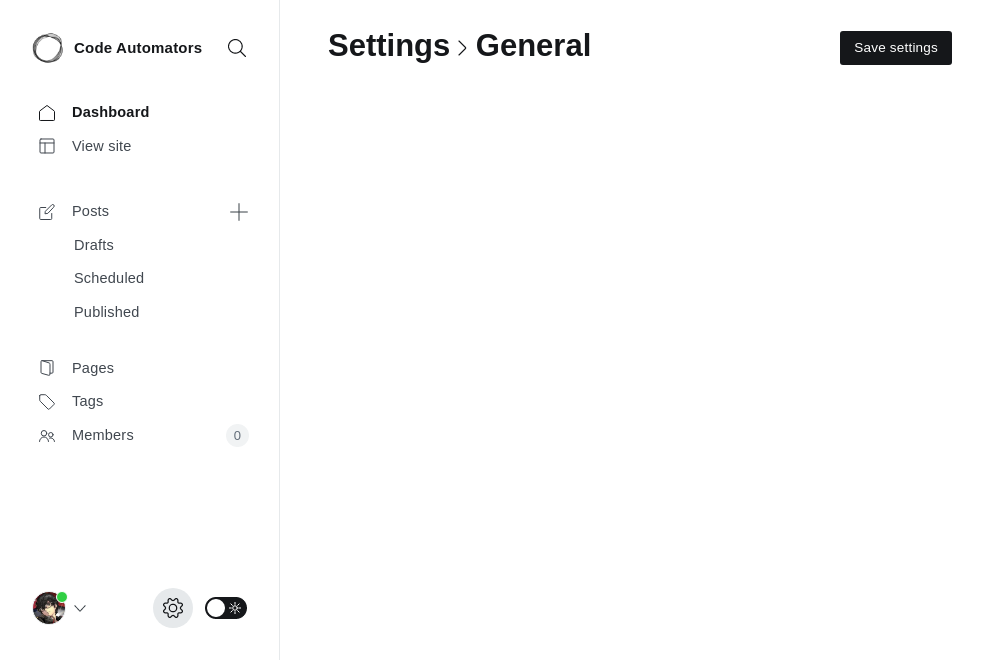 Code Automators
Dashboard
View site
Posts
Drafts
Scheduled
Published
Pages
Tags
Members
0
Settings
General
Save settings